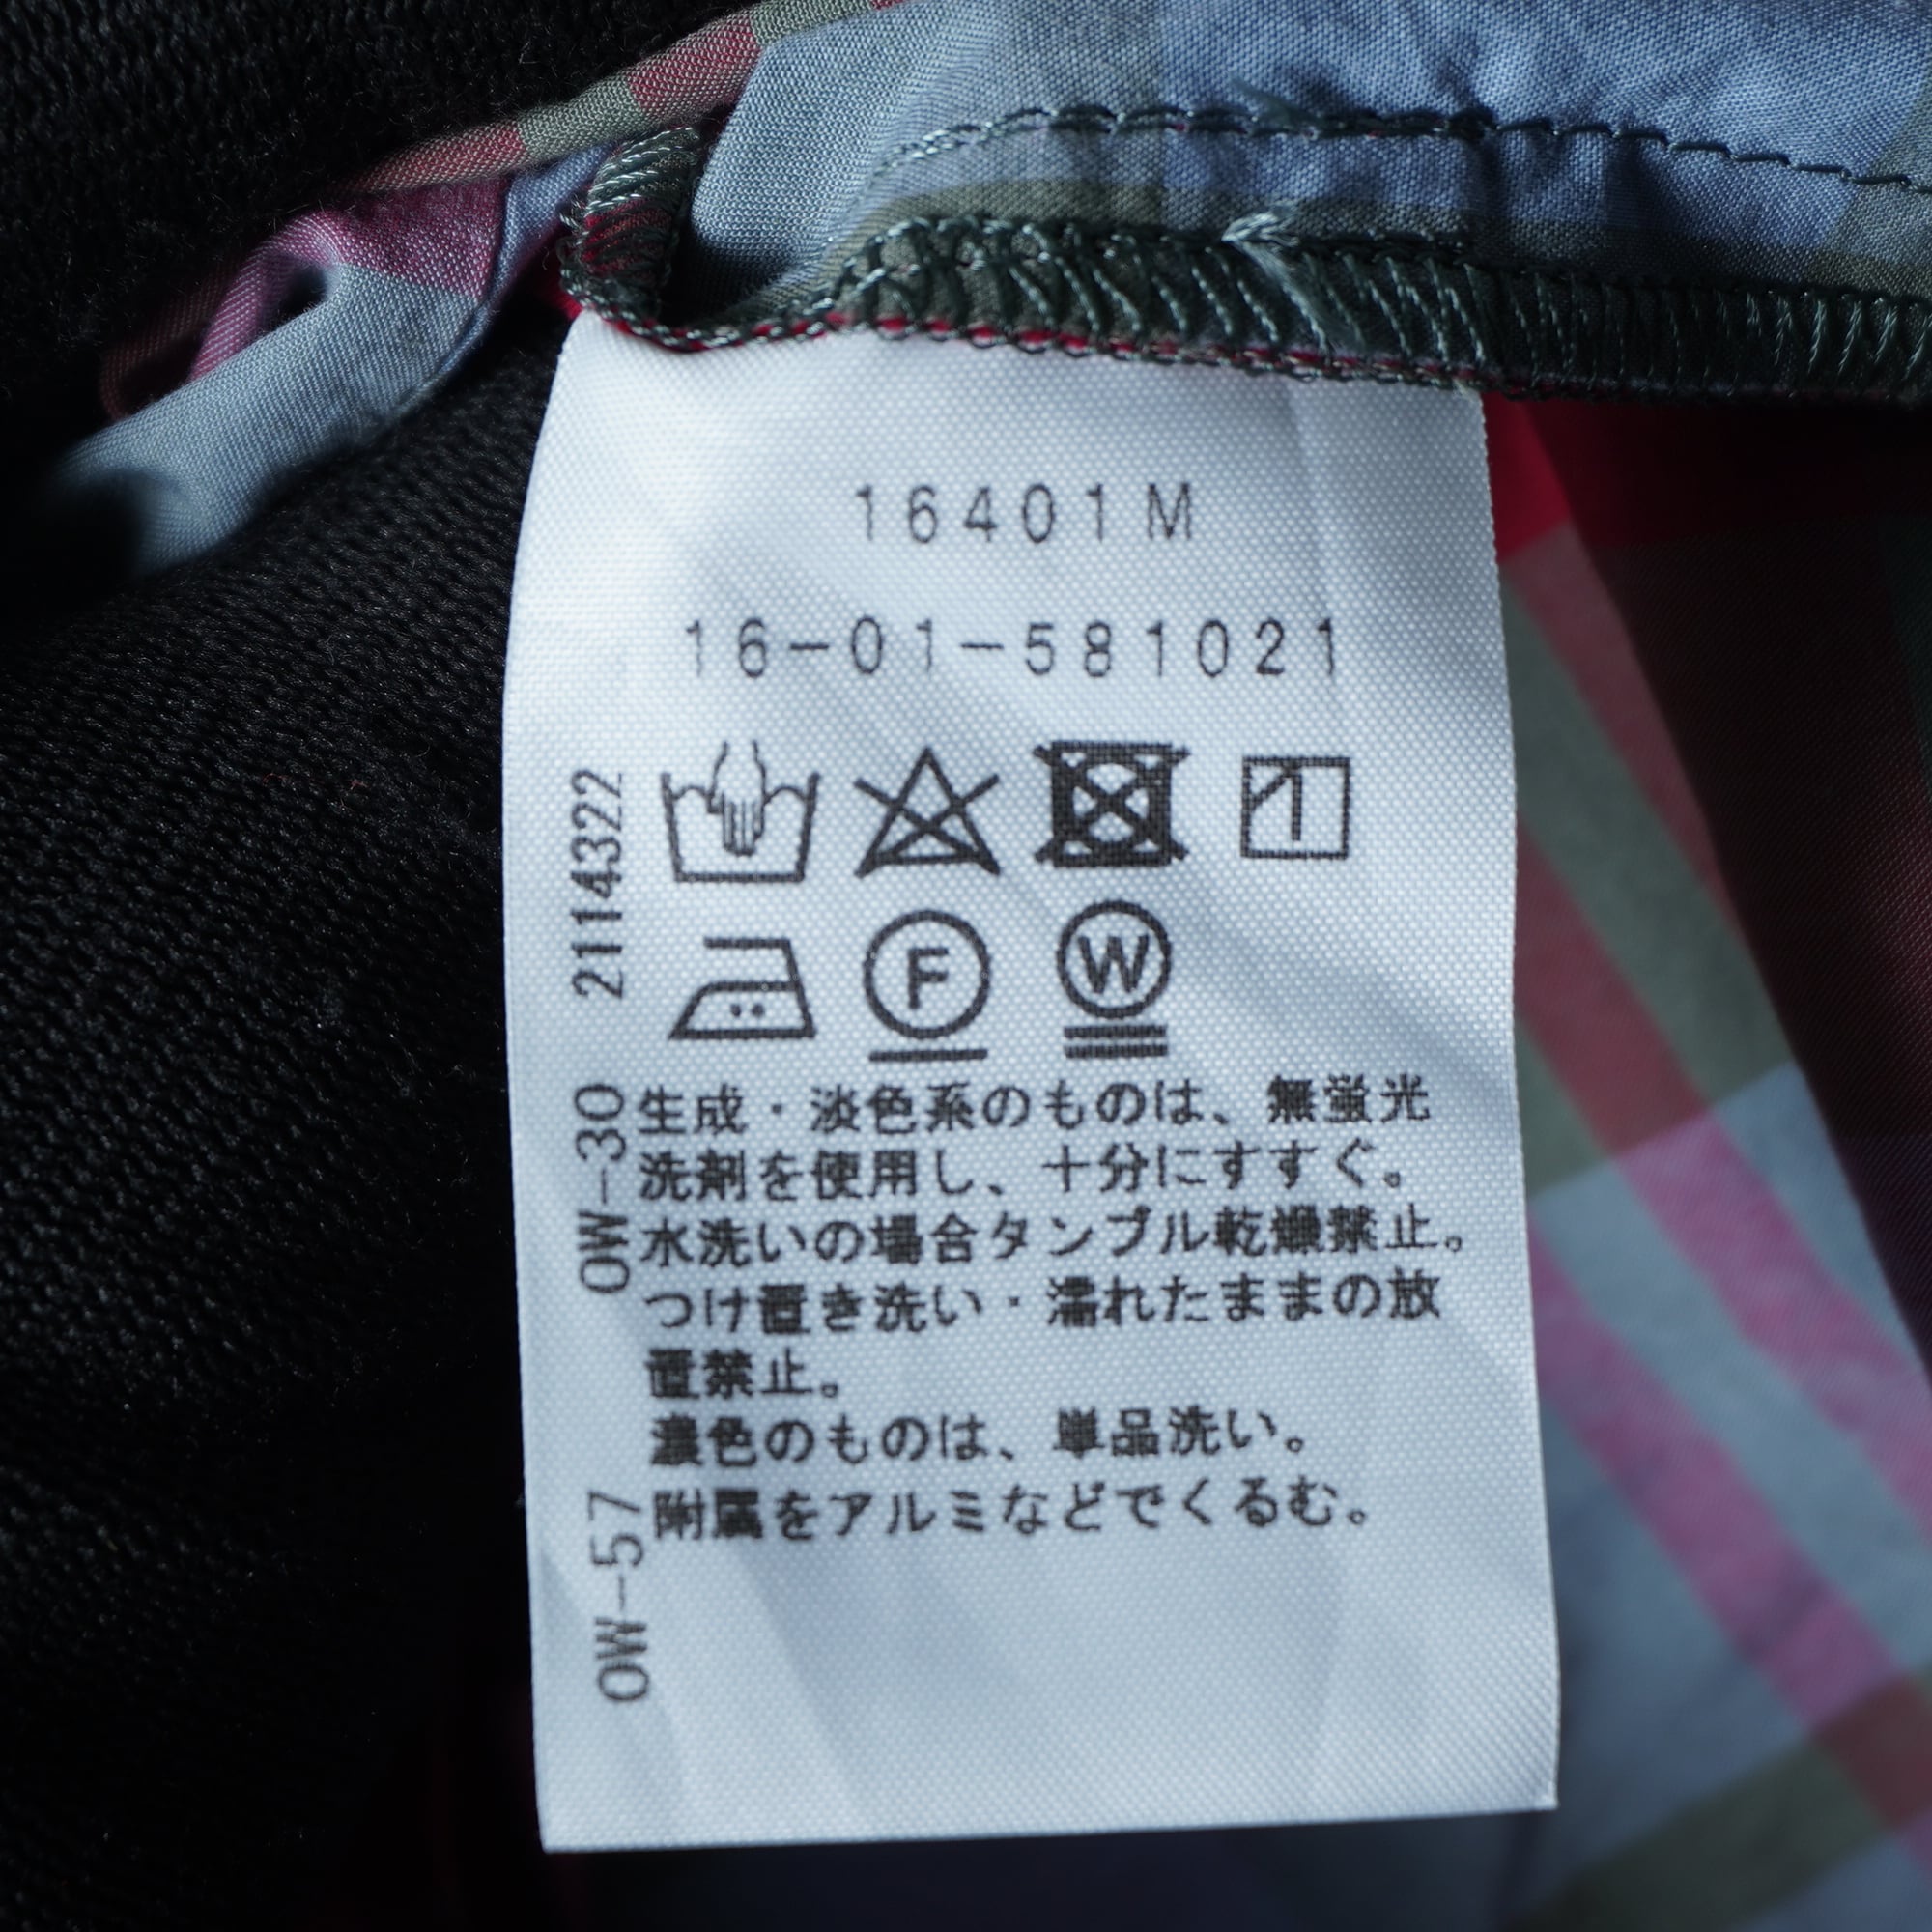 16401M
16-01-581021
F
W
生成・淡色系のものは、無蛍光
洗剤を使用し、十分にすすぐ。
水洗いの場合タンブル乾燥禁止。
つけ置き洗い・濡れたままの放
置禁止。
濃色のものは、単品洗い。
附属をアルミなどでくるむ。
OW-57 OW-30 2114322